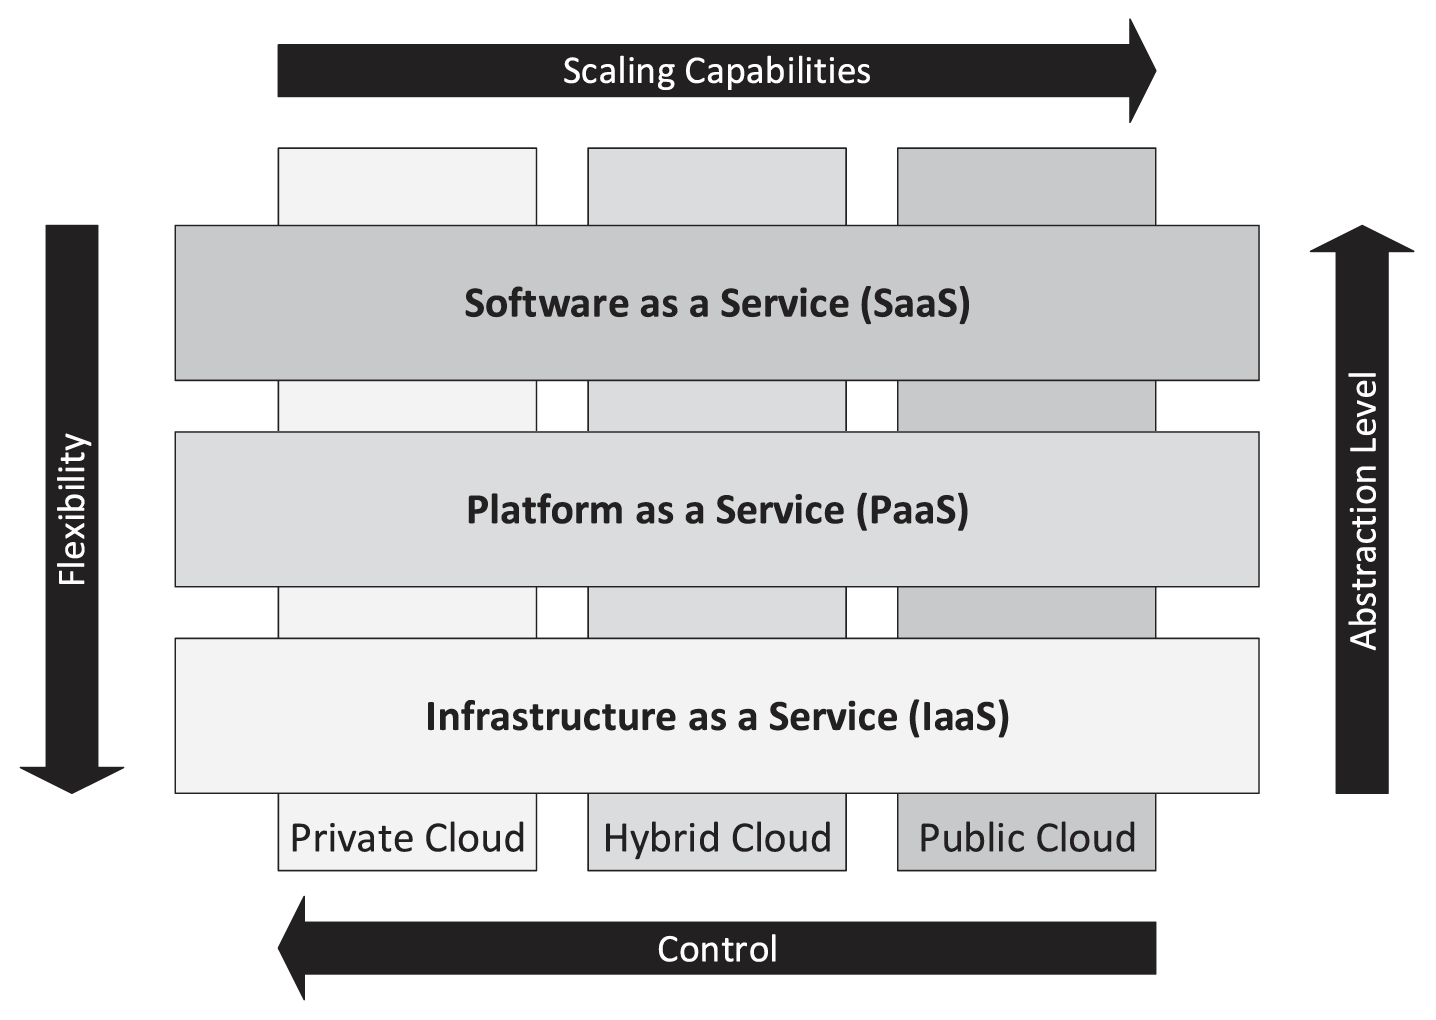 Scaling Capabilities
Flexibility
Software as a Service (SaaS)
Platform as a Service (PaaS)
Infrastructure as a Service (IaaS)
Abstraction Level
Private Cloud
Hybrid Cloud
Public Cloud
Control